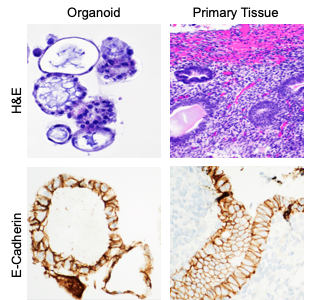 Organoid
Primary Tissue
H&E
E-Cadherin